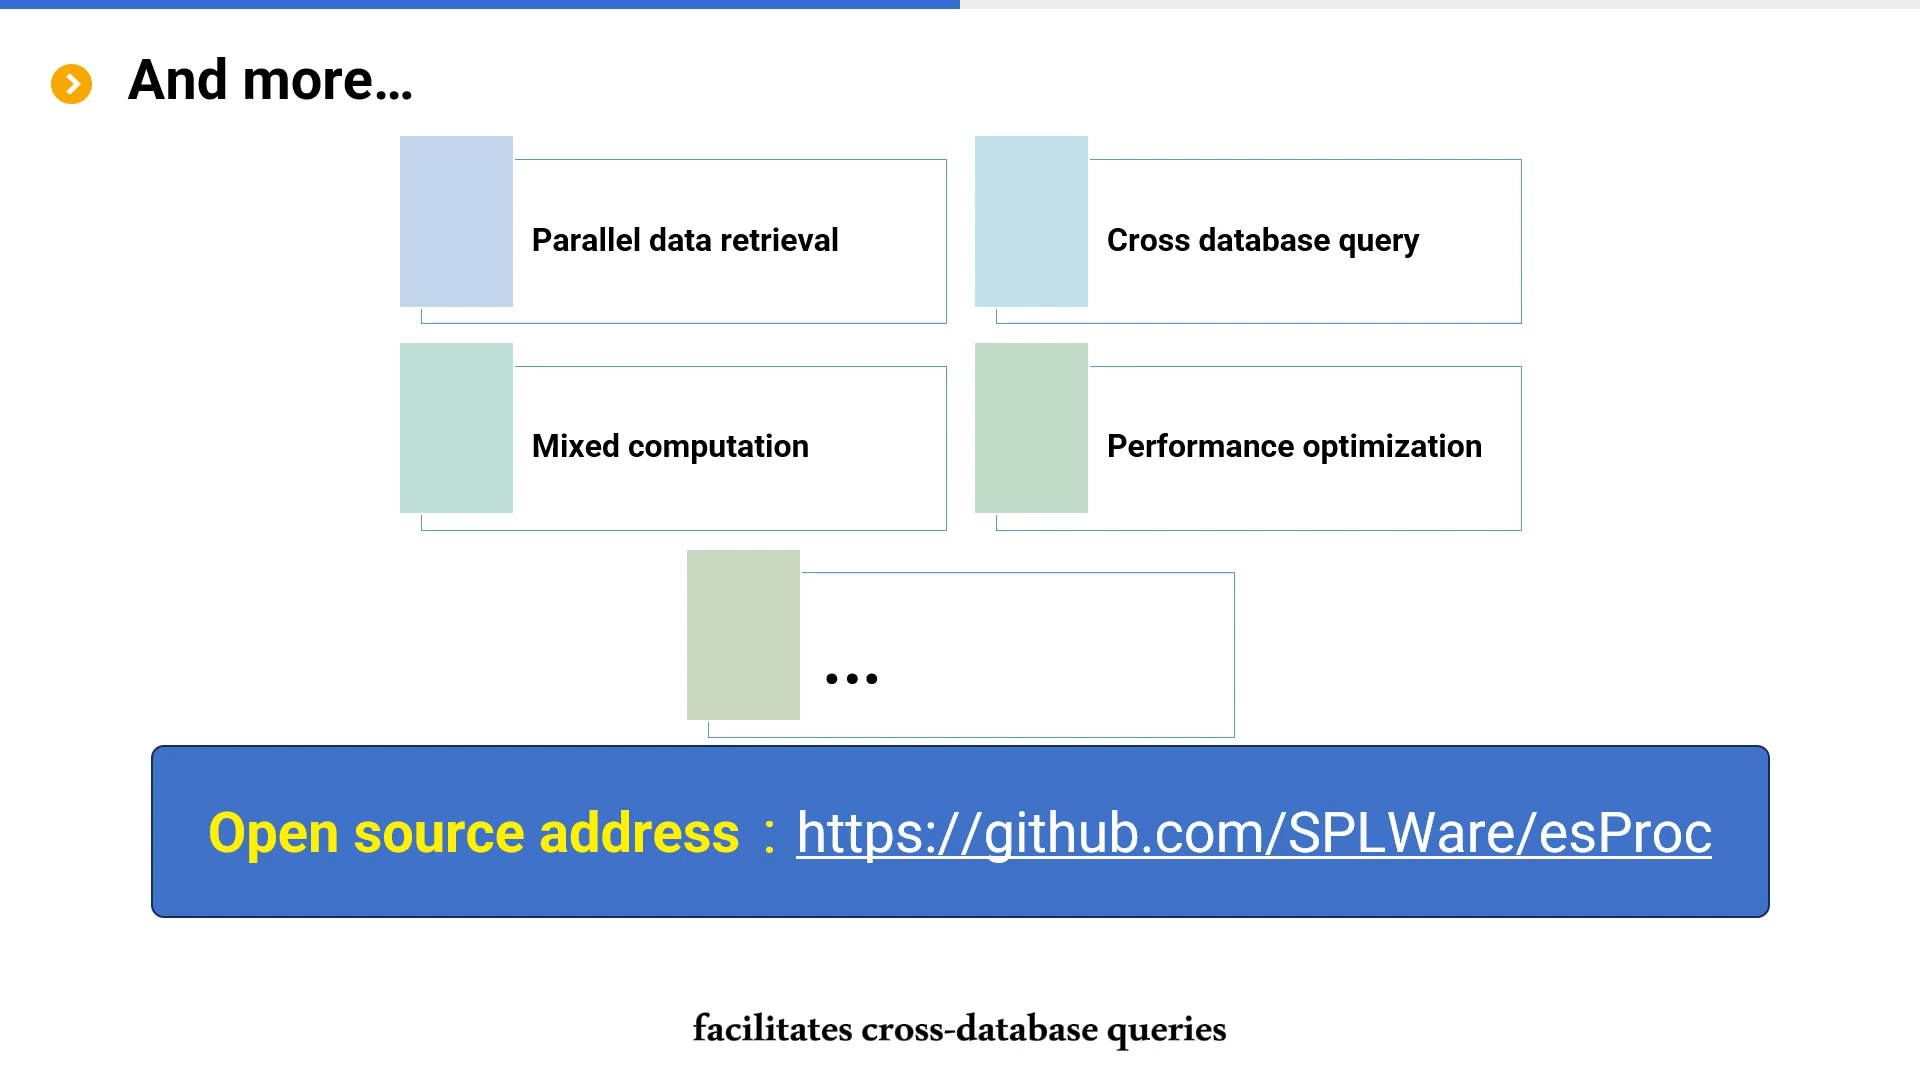 And more...
Parallel data retrieval
Cross database query
Mixed computation
Performance optimization
...
Open source address：https://github.com/SPLWare/esProc
facilitates cross-database queries